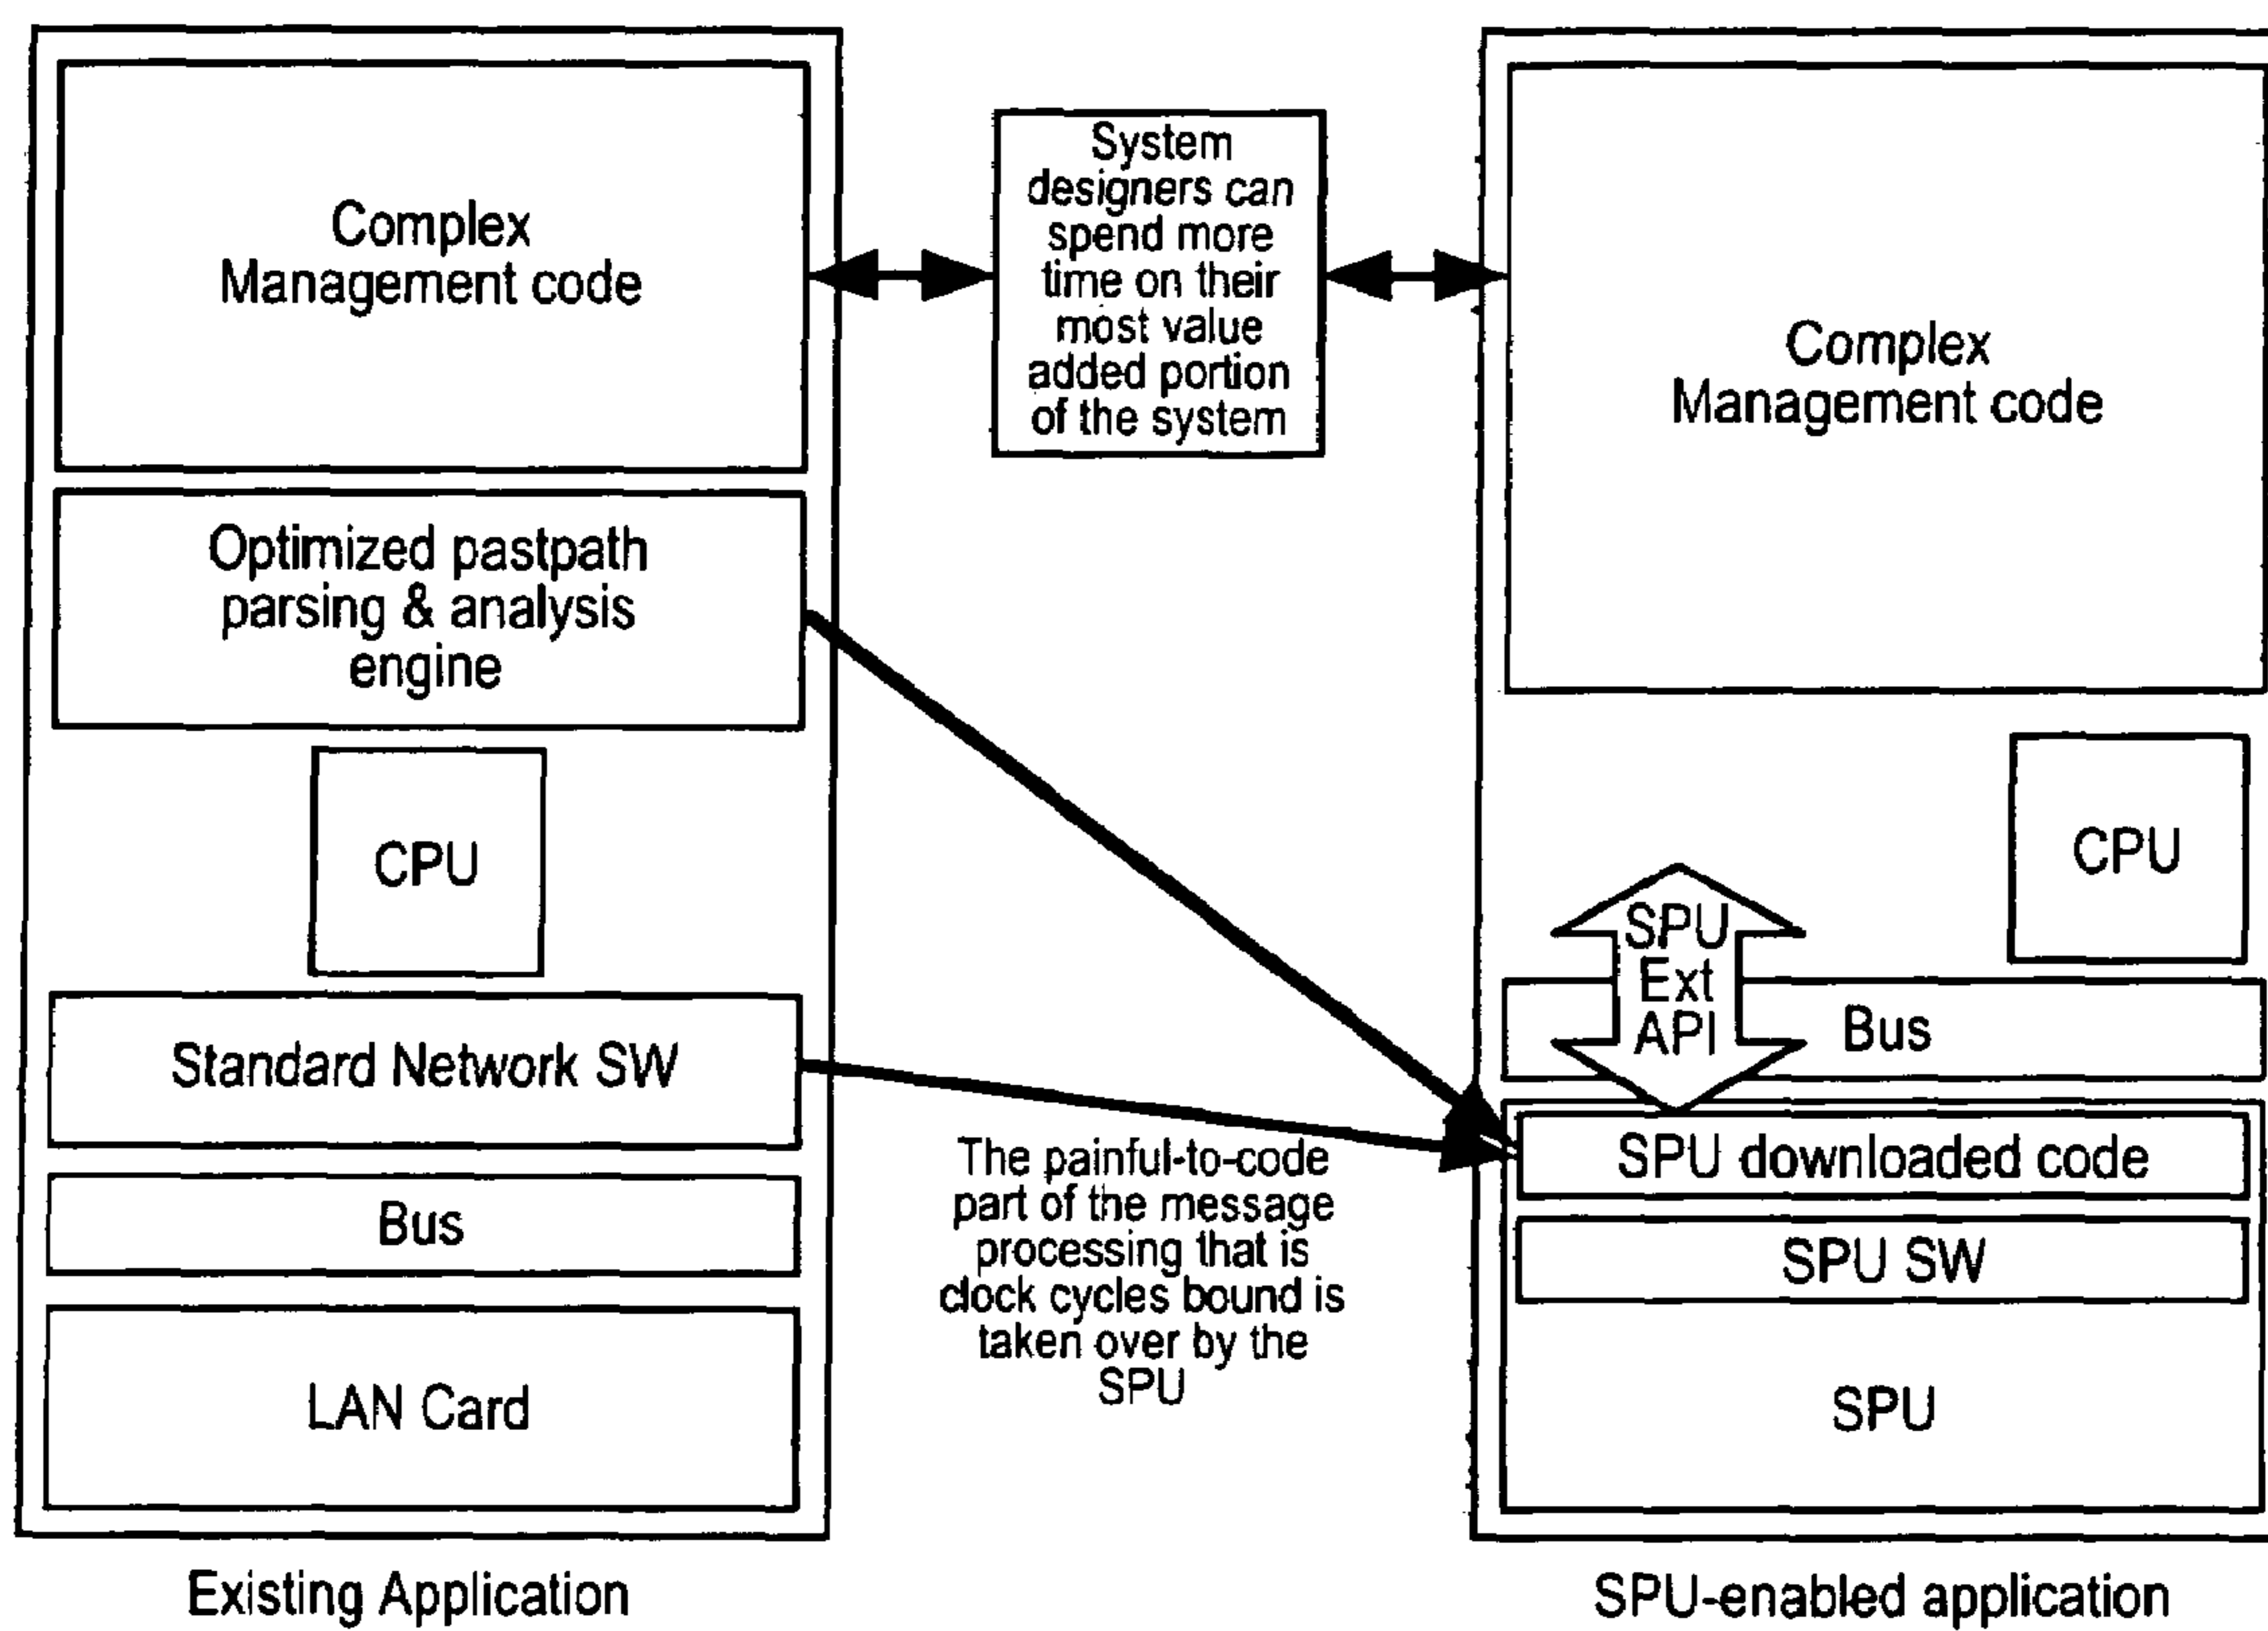 Complex
Management code
Optimized pastpath
parsing & analysis
engine
CPU
Standard Network SW
Bus
LAN Card
Existing Application
System
designers can
spend more
time on their
most value
added portion
of the system
The painful-to-code
part of the message
processing that is
clock cycles bound is
taken over by the
SPU
Complex
Management code
CPU
SPU
Ext
API
Bus
SPU downloaded code
SPU SW
SPU
SPU-enabled application